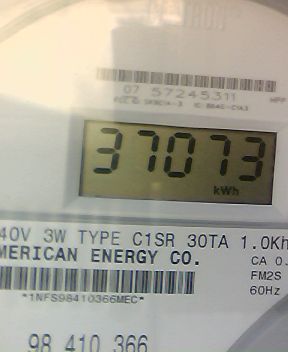 07 57245311
37073
kWh
40V 3W TYPE C1SR 30TA 1.0Kh
MERICAN ENERGY CO.
CA 0.
FM2S
60Hz
*1NFS98410366MEC*
98 410 366